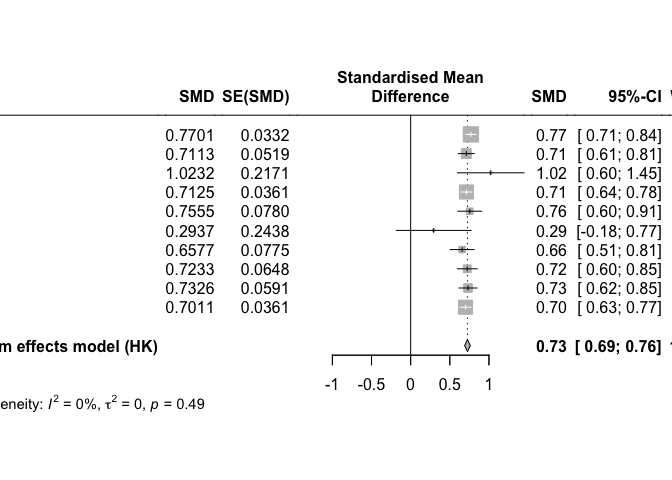 Standardised Mean
SMD SE(SMD) Difference SMD 95%-CI
0.7701 0.0332 0.77 [ 0.71; 0.84]
0.7113 0.0519 0.71 [ 0.61; 0.81]
1.0232 0.2171 1.02 [ 0.60; 1.45]
0.7125 0.0361 0.71 [ 0.64; 0.78]
0.7555 0.0780 0.76 [ 0.60; 0.91]
0.2937 0.2438 0.29 [-0.18; 0.77]
0.6577 0.0775 0.66 [ 0.51; 0.81]
0.7233 0.0648 0.72 [ 0.60; 0.85]
0.7326 0.0591 0.73 [ 0.62; 0.85]
0.7011 0.0361 0.70 [ 0.63; 0.77]
m effects model (HK) 0.73 [ 0.69; 0.76]
-1 -0.5 0 0.5 1
eneity: I² = 0%, τ² = 0, p = 0.49